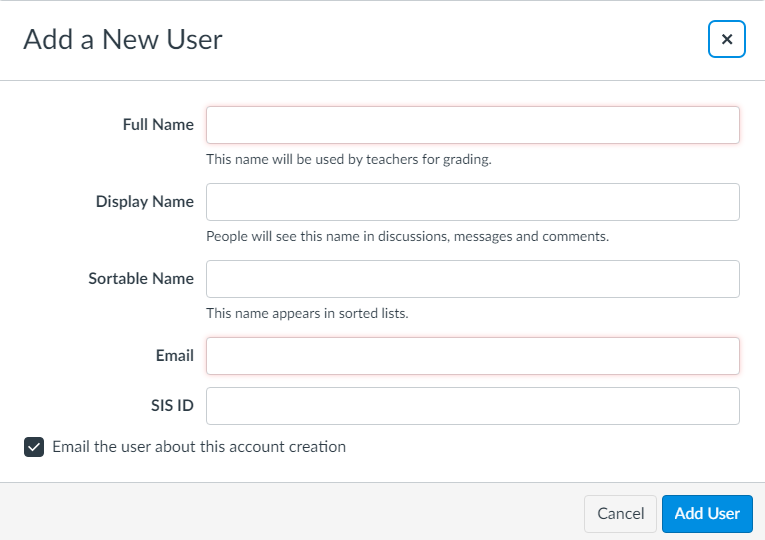 Add a New User
×
Full Name
This name will be used by teachers for grading.
Display Name
People will see this name in discussions, messages and comments.
Sortable Name
This name appears in sorted lists.
Email
SIS ID
Email the user about this account creation
Cancel Add User